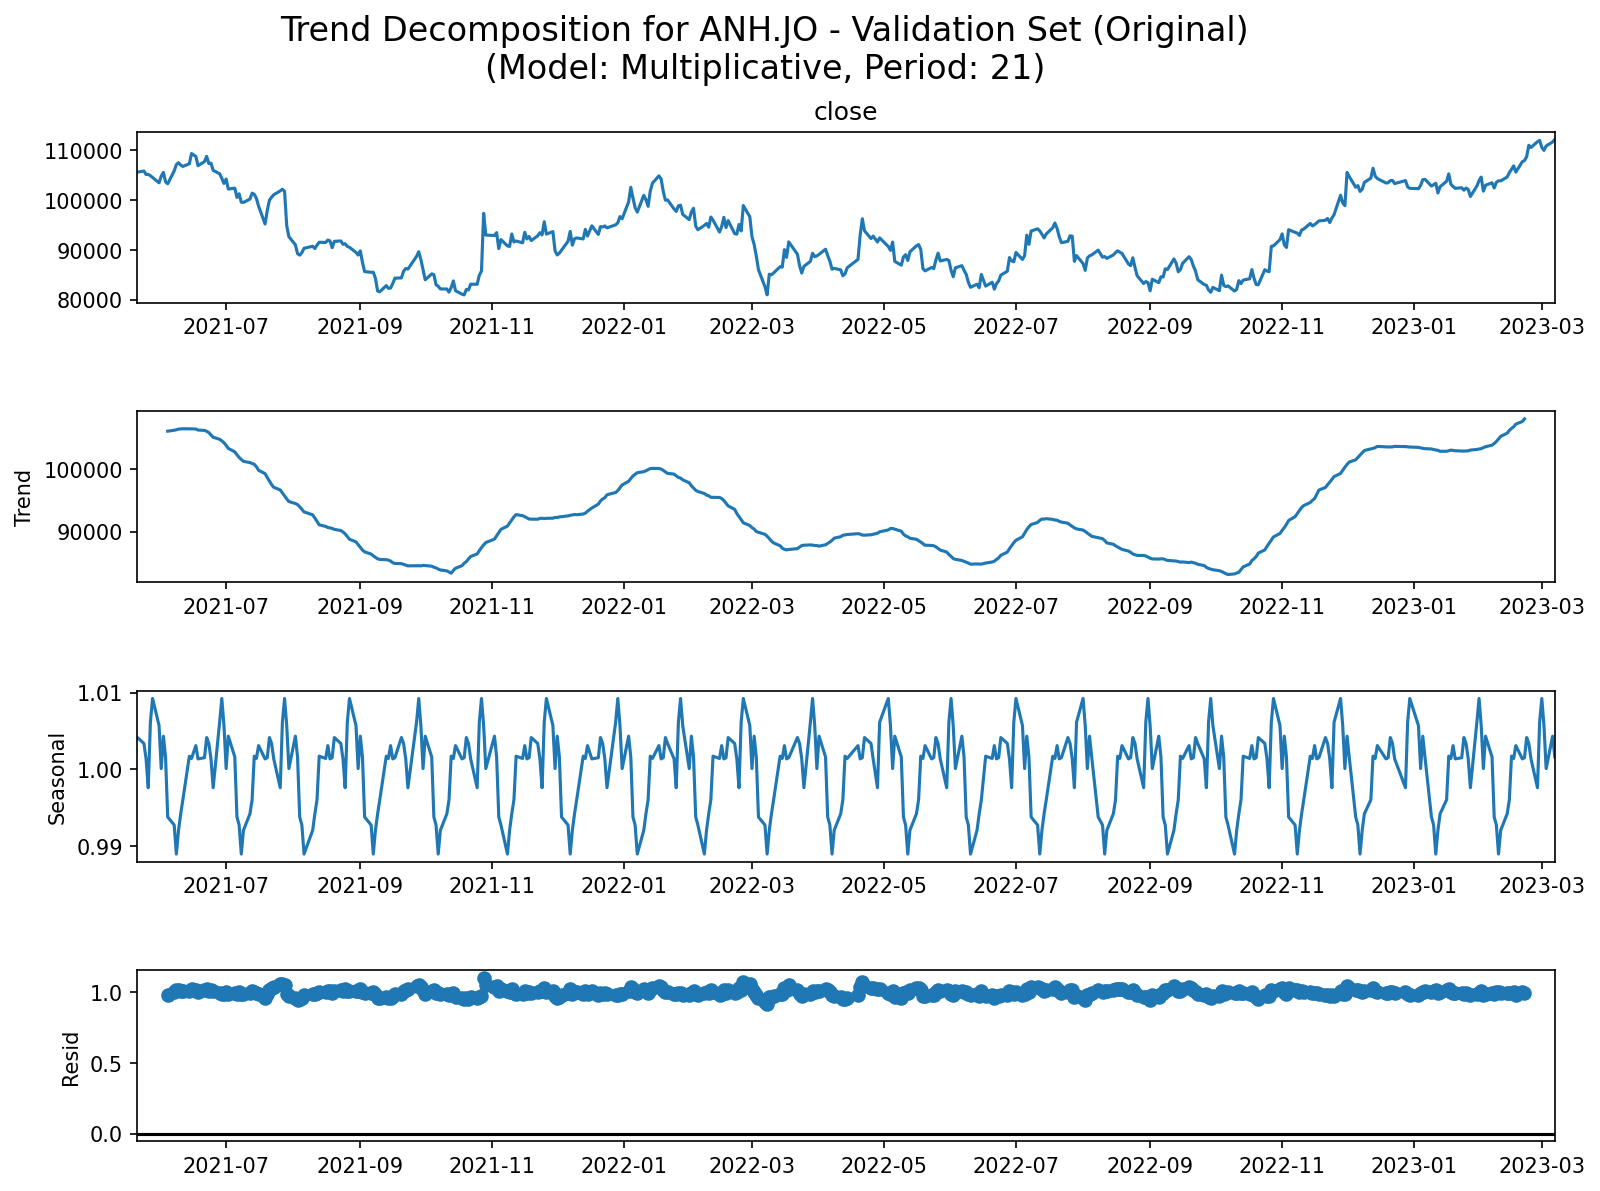 Trend Decomposition for ANH.JO - Validation Set (Original)
(Model: Multiplicative, Period: 21)
close
110000
100000
90000
80000
2021-07 2021-09 2021-11 2022-01 2022-03 2022-05 2022-07 2022-09 2022-11 2023-01 2023-03
Trend
100000
90000
2021-07 2021-09 2021-11 2022-01 2022-03 2022-05 2022-07 2022-09 2022-11 2023-01 2023-03
Seasonal
1.01
1.00
0.99
2021-07 2021-09 2021-11 2022-01 2022-03 2022-05 2022-07 2022-09 2022-11 2023-01 2023-03
Resid
1.0
0.5
0.0
2021-07 2021-09 2021-11 2022-01 2022-03 2022-05 2022-07 2022-09 2022-11 2023-01 2023-03